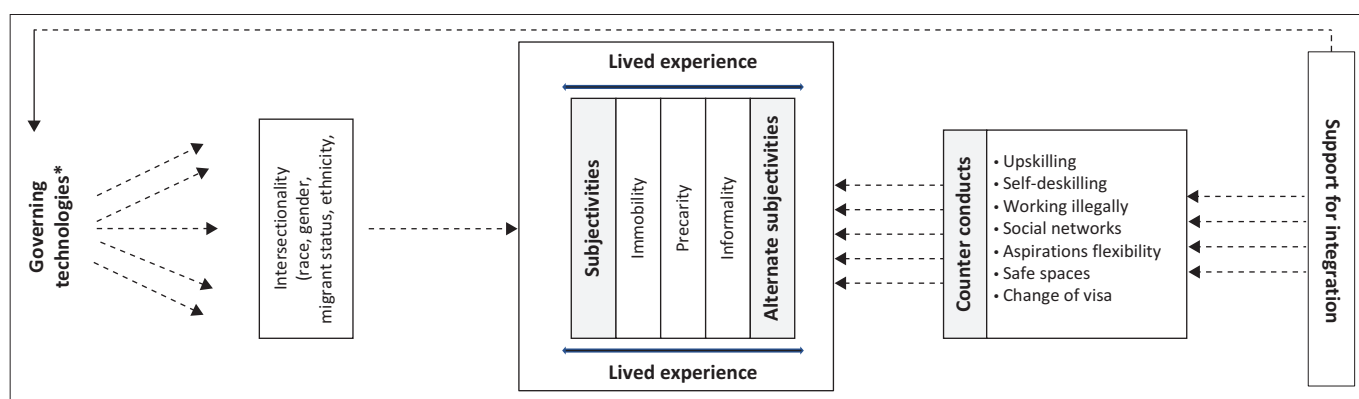 Governing
technologies*
Intersectionality
(race, gender,
migrant status, ethnicity,
Lived experience
Subjectivities
Immobility
Precarity
Informality
Alternate subjectivities
Lived experience
Counter conducts
• Upskilling
• Self-deskilling
• Working illegally
• Social networks
• Aspirations flexibility
• Safe spaces
• Change of visa
Support for integration